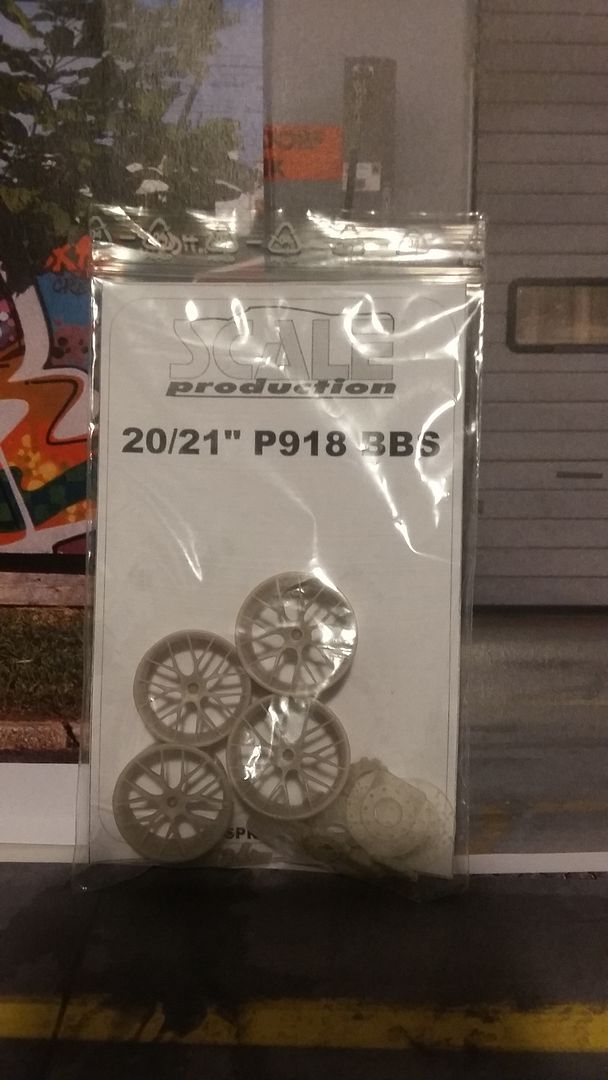 SCALE
production
20/21" P918 BBS